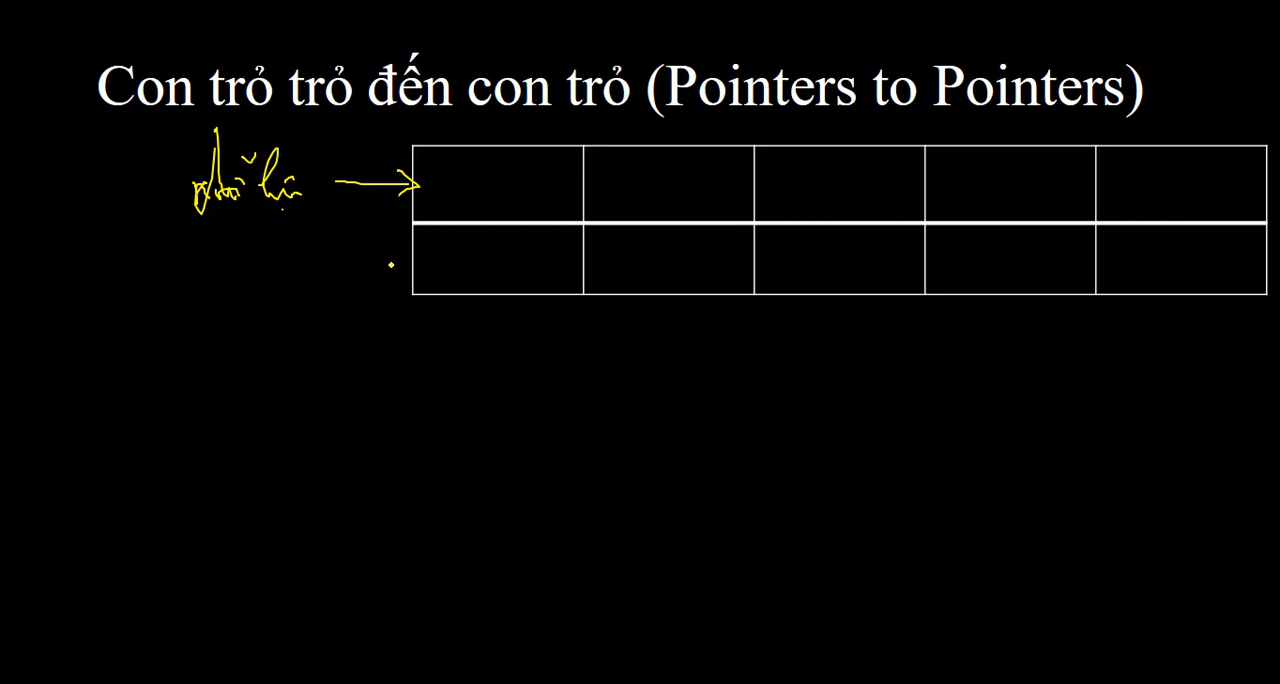 Con trỏ trỏ đến con trỏ (Pointers to Pointers)